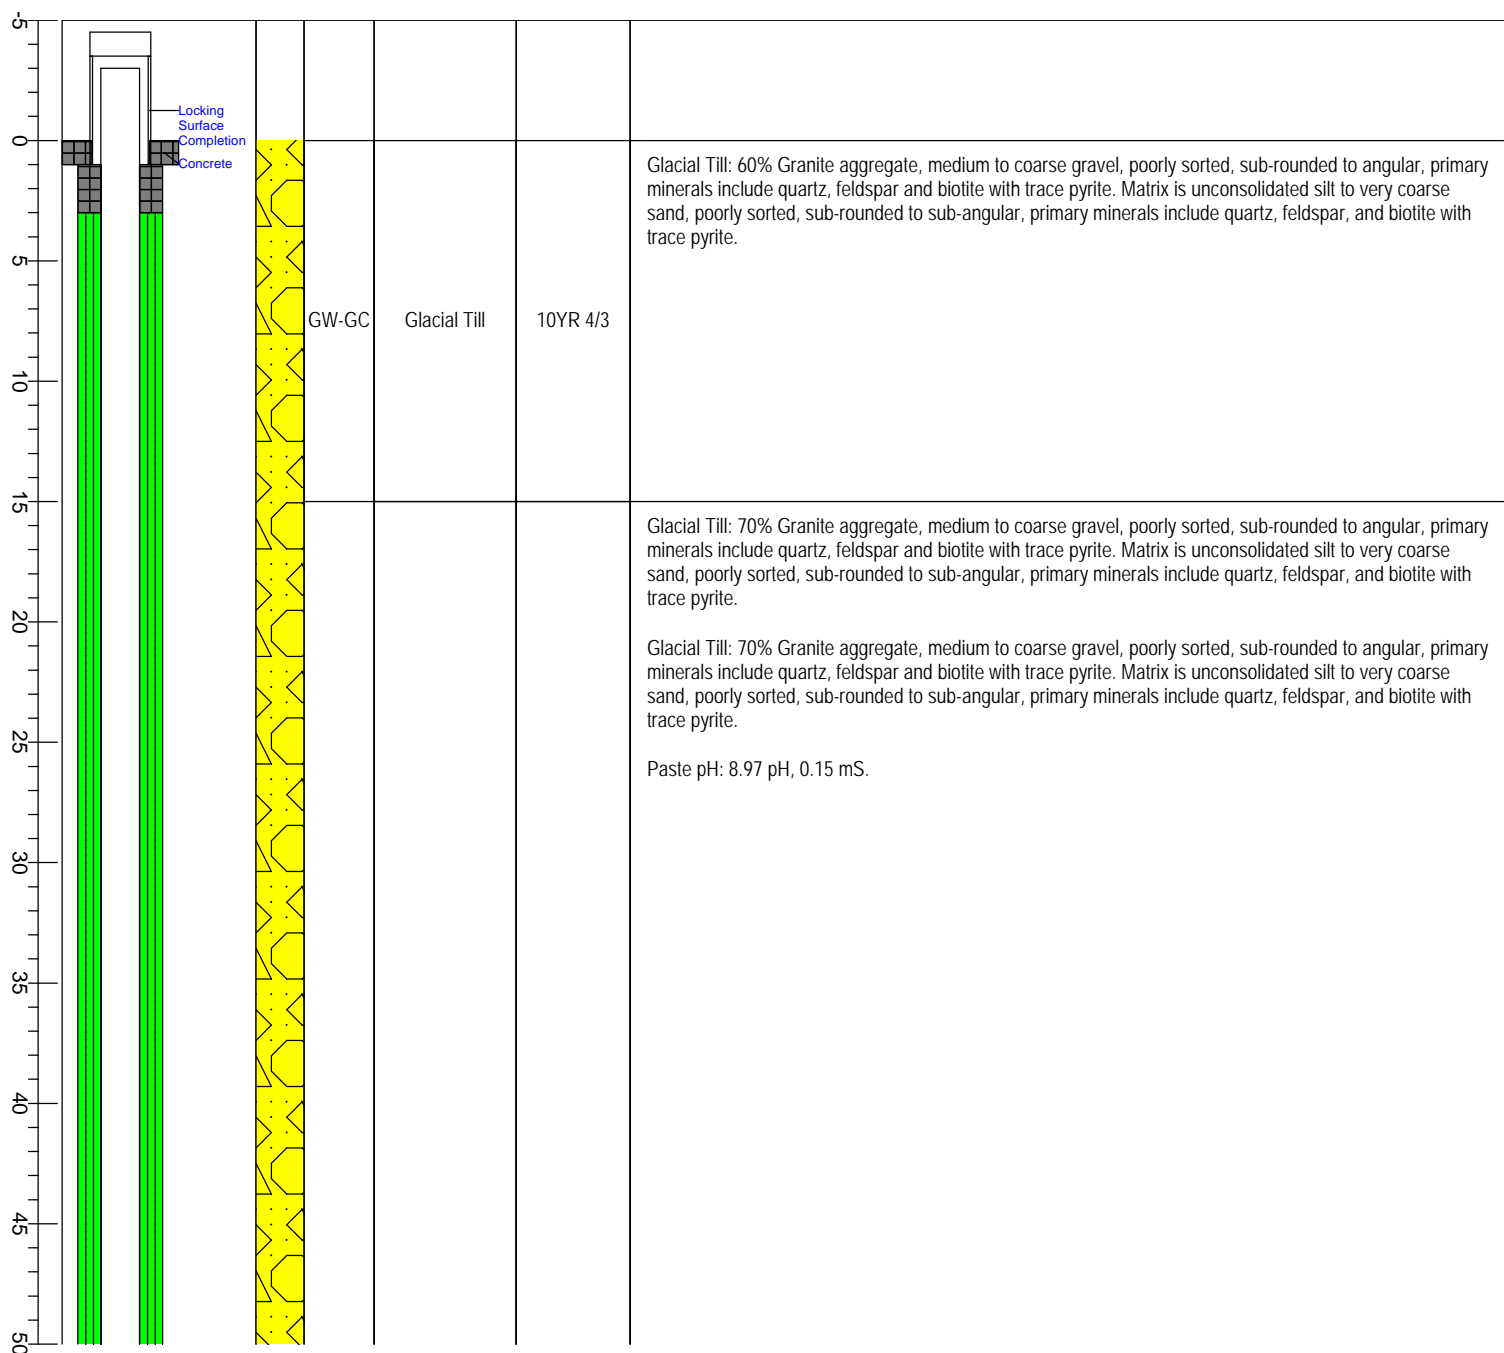 -5
Locking
Surface
Completion
0
Concrete
Glacial Till: 60% Granite aggregate, medium to coarse gravel, poorly sorted, sub-rounded to angular, primary
minerals include quartz, feldspar and biotite with trace pyrite. Matrix is unconsolidated silt to very coarse
sand, poorly sorted, sub-rounded to sub-angular, primary minerals include quartz, feldspar, and biotite with
trace pyrite.
5
GW-GC
Glacial Till
10YR 4/3
10
15
Glacial Till: 70% Granite aggregate, medium to coarse gravel, poorly sorted, sub-rounded to angular, primary
minerals include quartz, feldspar and biotite with trace pyrite. Matrix is unconsolidated silt to very coarse
sand, poorly sorted, sub-rounded to sub-angular, primary minerals include quartz, feldspar, and biotite with
trace pyrite.
20
Glacial Till: 70% Granite aggregate, medium to coarse gravel, poorly sorted, sub-rounded to angular, primary
minerals include quartz, feldspar and biotite with trace pyrite. Matrix is unconsolidated silt to very coarse
sand, poorly sorted, sub-rounded to sub-angular, primary minerals include quartz, feldspar, and biotite with
trace pyrite.
25
Paste pH: 8.97 pH, 0.15 mS.
30
35
40
45
50